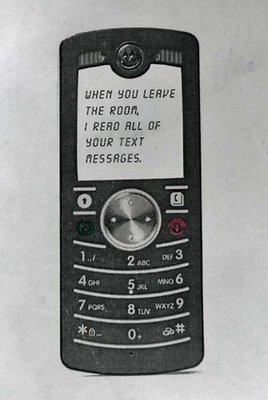 WHEN YOU LEAVE
THE ROOM,
I READ ALL OF
YOUR TEXT
MESSAGES.
1../ 2 ABC DEF 3
4 GHI 5 JKL MNO 6
7 PQRS 8 TUV WXYZ 9
* 0+ #